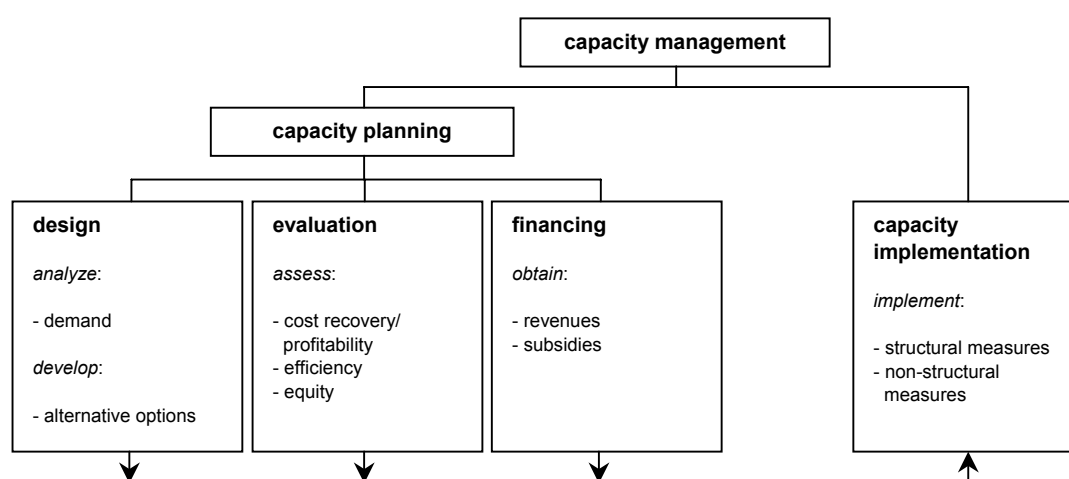 capacity management
capacity planning
design
analyze:
- demand
develop:
- alternative options
evaluation
assess:
- cost recovery/
profitability
- efficiency
- equity
financing
obtain:
- revenues
- subsidies
capacity
implementation
implement:
- structural measures
- non-structural
measures